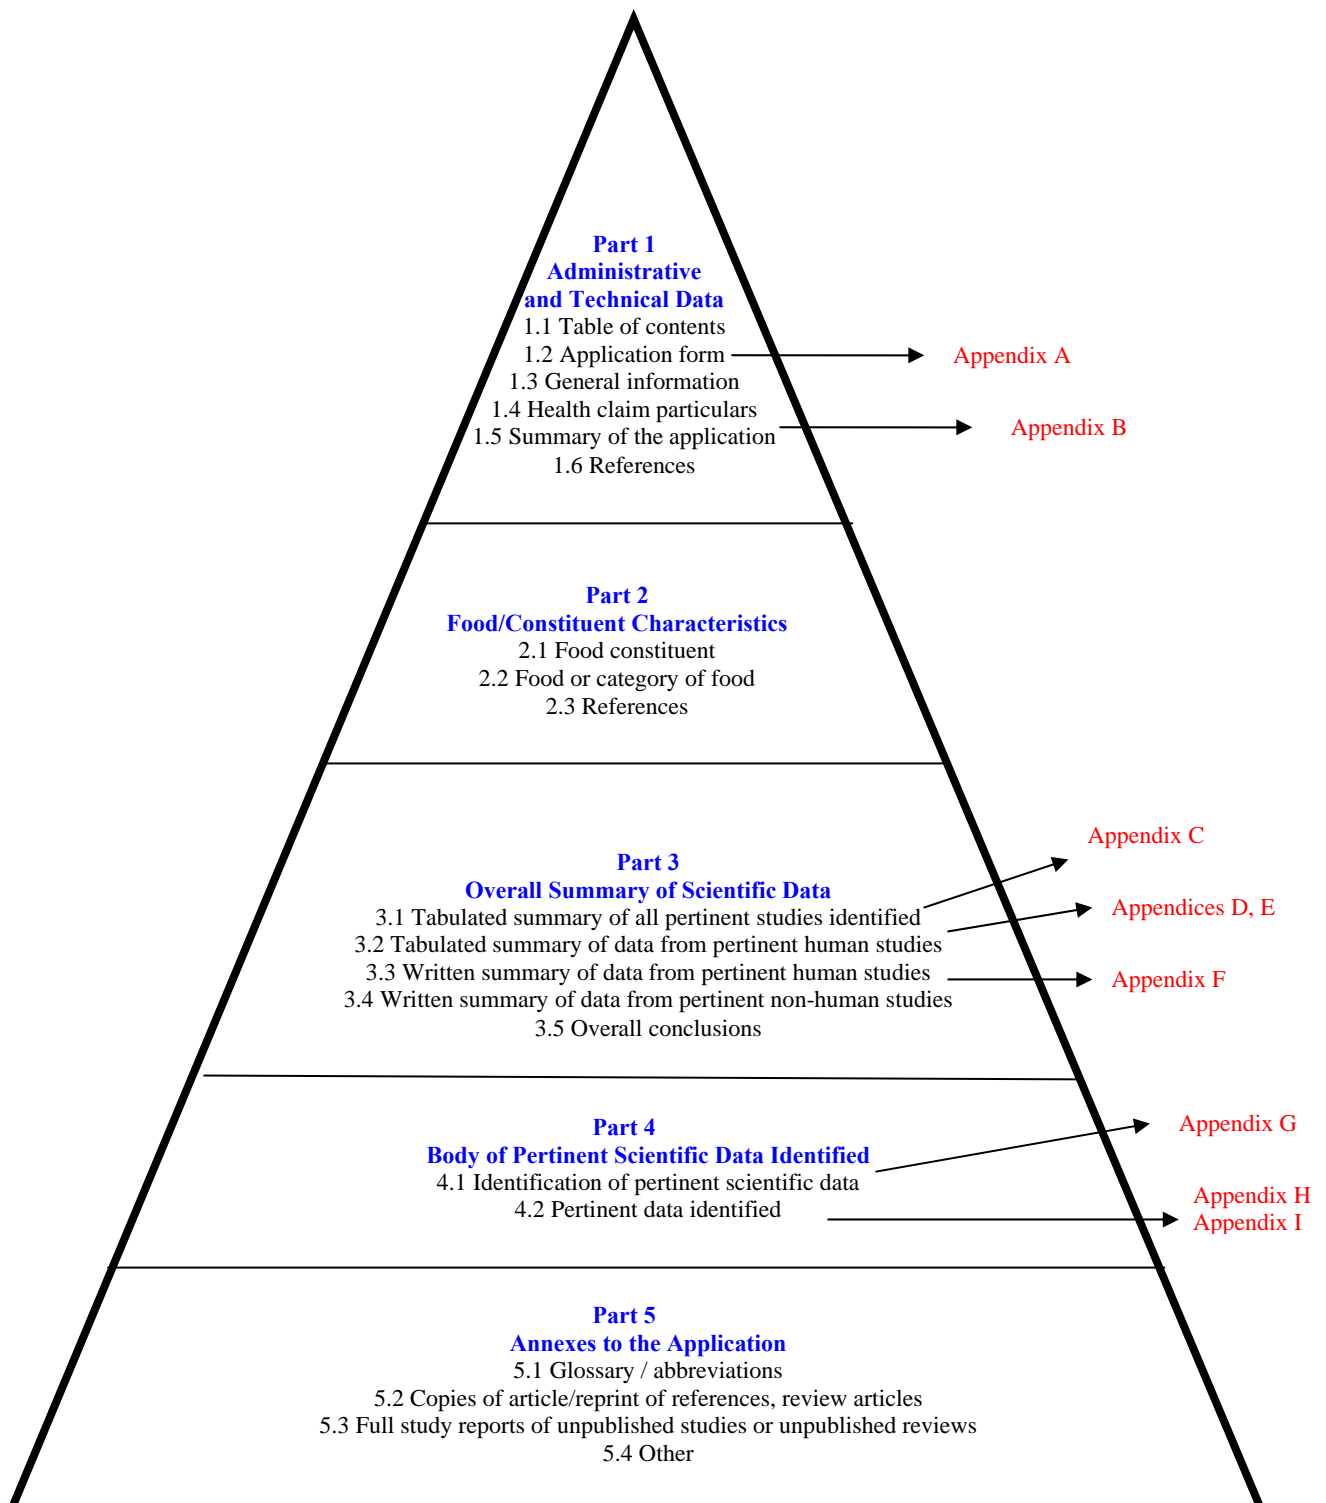 Part 1
Administrative
and Technical Data
1.1 Table of contents
1.2 Application form
Appendix A
1.3 General information
1.4 Health claim particulars
1.5 Summary of the application
Appendix B
1.6 References
Part 2
Food/Constituent Characteristics
2.1 Food constituent
2.2 Food or category of food
2.3 References
Part 3
Overall Summary of Scientific Data
3.1 Tabulated summary of all pertinent studies identified
Appendix C
3.2 Tabulated summary of data from pertinent human studies
Appendices D, E
3.3 Written summary of data from pertinent human studies
Appendix F
3.4 Written summary of data from pertinent non-human studies
3.5 Overall conclusions
Part 4
Body of Pertinent Scientific Data Identified
4.1 Identification of pertinent scientific data
Appendix G
4.2 Pertinent data identified
Appendix H
Appendix I
Part 5
Annexes to the Application
5.1 Glossary / abbreviations
5.2 Copies of article/reprint of references, review articles
5.3 Full study reports of unpublished studies or unpublished reviews
5.4 Other